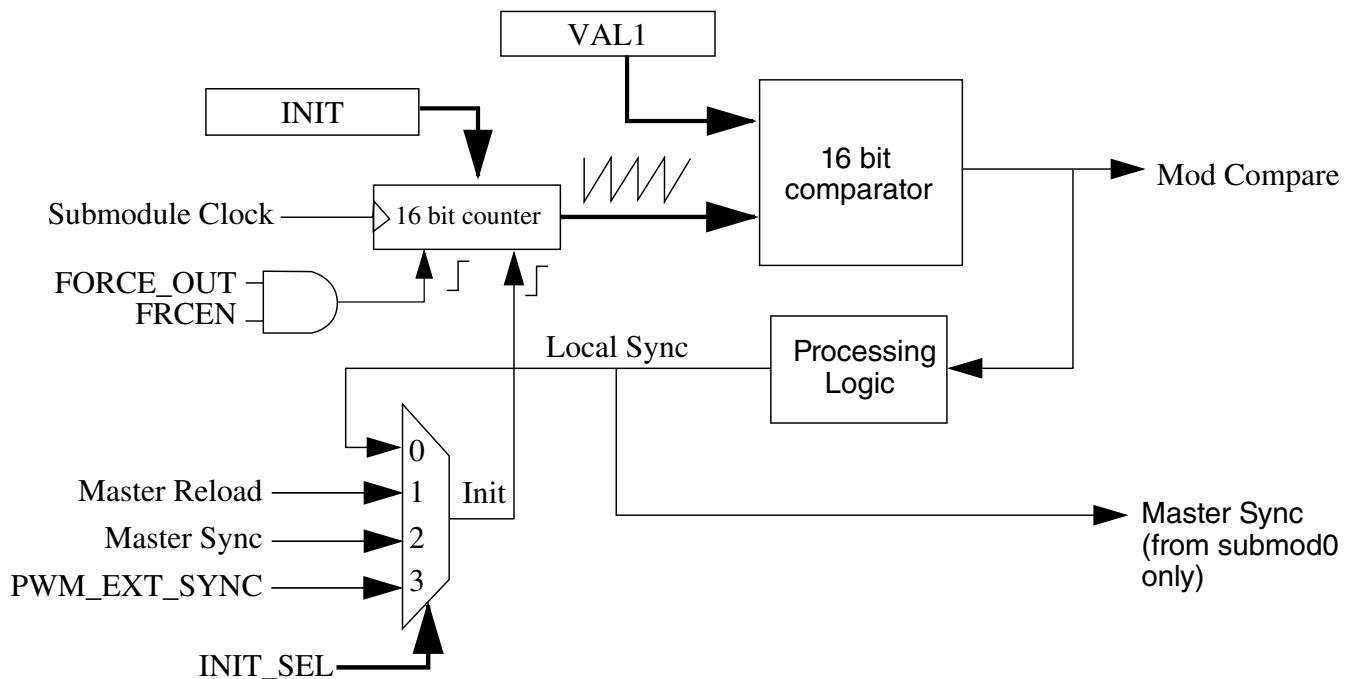 VAL1
INIT
16 bit
comparator
Mod Compare
Submodule Clock
16 bit counter
FORCE_OUT
FRCEN
Local Sync
Processing
Logic
0
Master Reload
1
Init
Master Sync
2
PWM_EXT_SYNC
3
Master Sync
(from submod0
only)
INIT_SEL